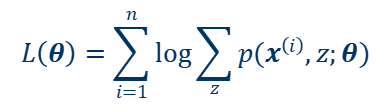 L(𝜽) = ∑_{i=1}^{n} log ∑_{z} p(𝒙^{(i)}, z; 𝜽)